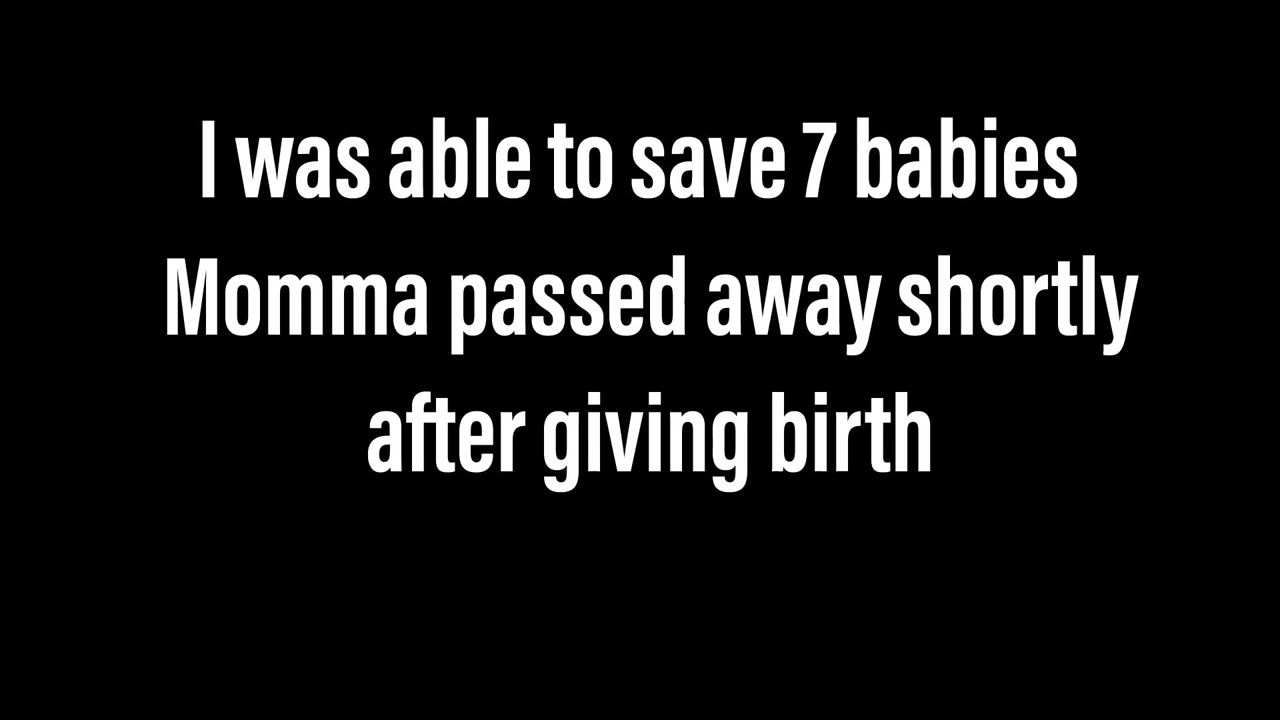 I was able to save 7 babies
Momma passed away shortly
after giving birth